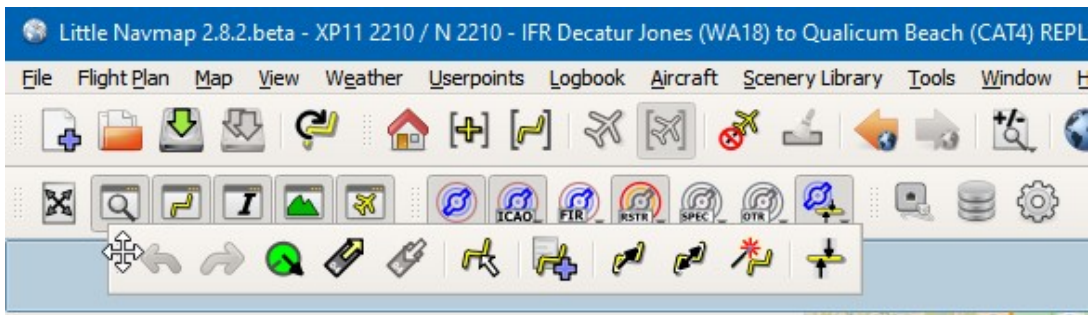 Little Navmap 2.8.2.beta - XP11 2210 / N 2210 - IFR Decatur Jones (WA18) to Qualicum Beach (CAT4) REPL
File Flight Plan Map View Weather Userpoints Logbook Aircraft Scenery Library Tools Window
+/-
I ICAO FIR RSTR SPEC OTR